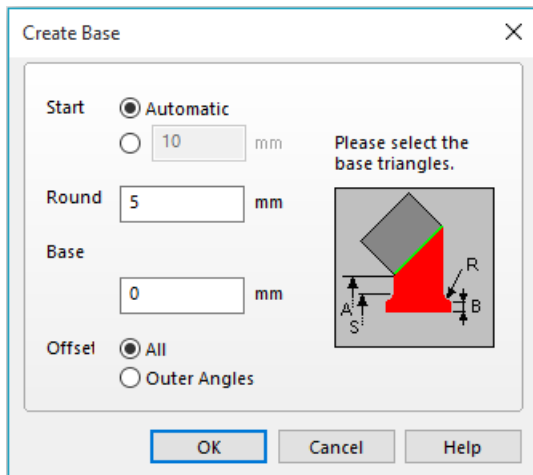 Create Base
Start
Automatic
10 mm
Please select the
base triangles.
Round 5 mm
Base
0 mm
Offset
All
Outer Angles
R
A
B
S
OK Cancel Help